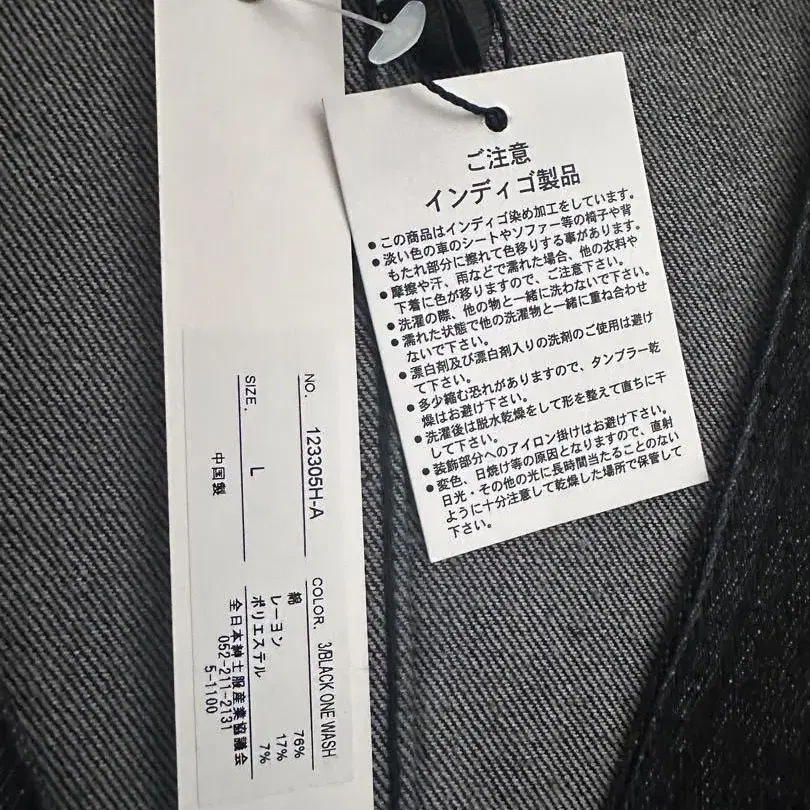 ご注意
インディゴ製品
● この商品はインディゴ染め加工をしています。
● 淡い色の車のシートやソファー等の椅子や背
もたれ部分に擦れて色移りする事があります。
● 摩擦や汗、雨などで濡れた場合、他の衣料や
下着に色が移りますので、ご注意下さい。
● 洗濯の際、他の物と一緒に洗わないで下さい。
● 濡れた状態で他の洗濯物と一緒に重ね合わせ
ないで下さい。
● 漂白剤及び漂白剤入りの洗剤のご使用は避け
て下さい。
● 多少縮む恐れがありますので、タンブラー乾
燥はお避け下さい。
● 洗濯後は脱水乾燥をして形を整えて直ちに干
して下さい。
● 装飾部分へのアイロン掛けはお避け下さい。
● 変色、日焼け等の原因となりますので、直射
日光・その他の光に長時間当たることのない
ように十分注意して乾燥した場所で保管して
下さい。
NO. 123305H-A
COLOR. 3/BLACK ONE WASH
SIZE. L
綿 76%
レーヨン 17%
ポリエステル 7%
中国製
全日本紳士服産業協議会
052-211-2131
5-1100